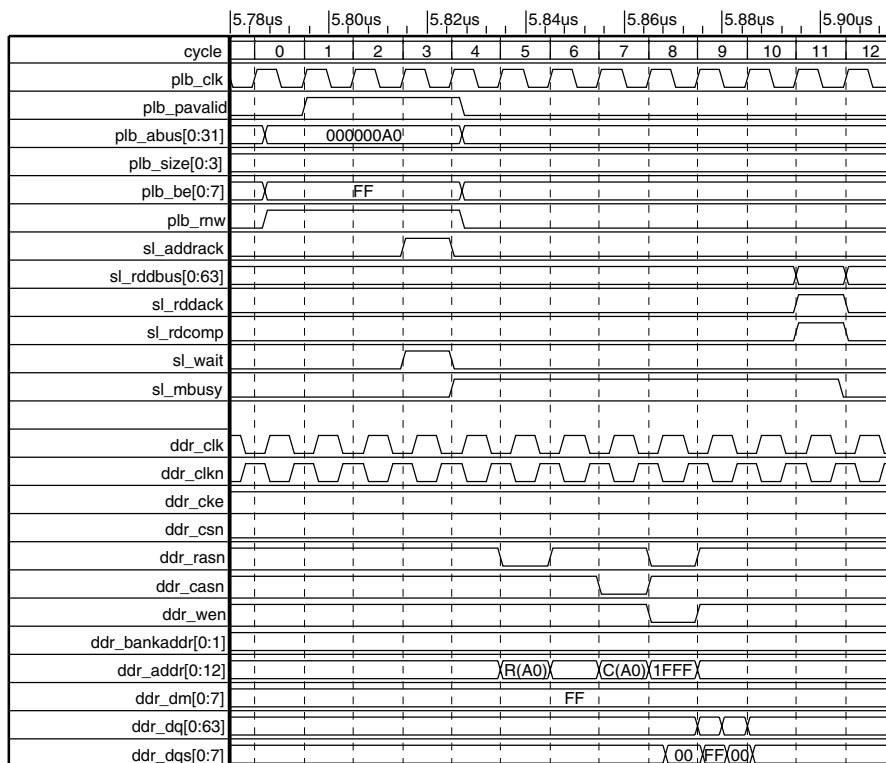 5.78us 5.80us 5.82us 5.84us 5.86us 5.88us 5.90us
cycle 0 1 2 3 4 5 6 7 8 9 10 11 12
plb_clk
plb_pavalid
plb_abus[0:31] 000000A0
plb_size[0:3]
plb_be[0:7] FF
plb_rnw
sl_addrack
sl_rddbus[0:63]
sl_rddack
sl_rdcomp
sl_wait
sl_mbusy
ddr_clk
ddr_clkn
ddr_cke
ddr_csn
ddr_rasn
ddr_casn
ddr_wen
ddr_bankaddr[0:1]
ddr_addr[0:12] R(A0) C(A0) 1FFF
ddr_dm[0:7] FF
ddr_dq[0:63]
ddr_dqs[0:7] 00 FF 00